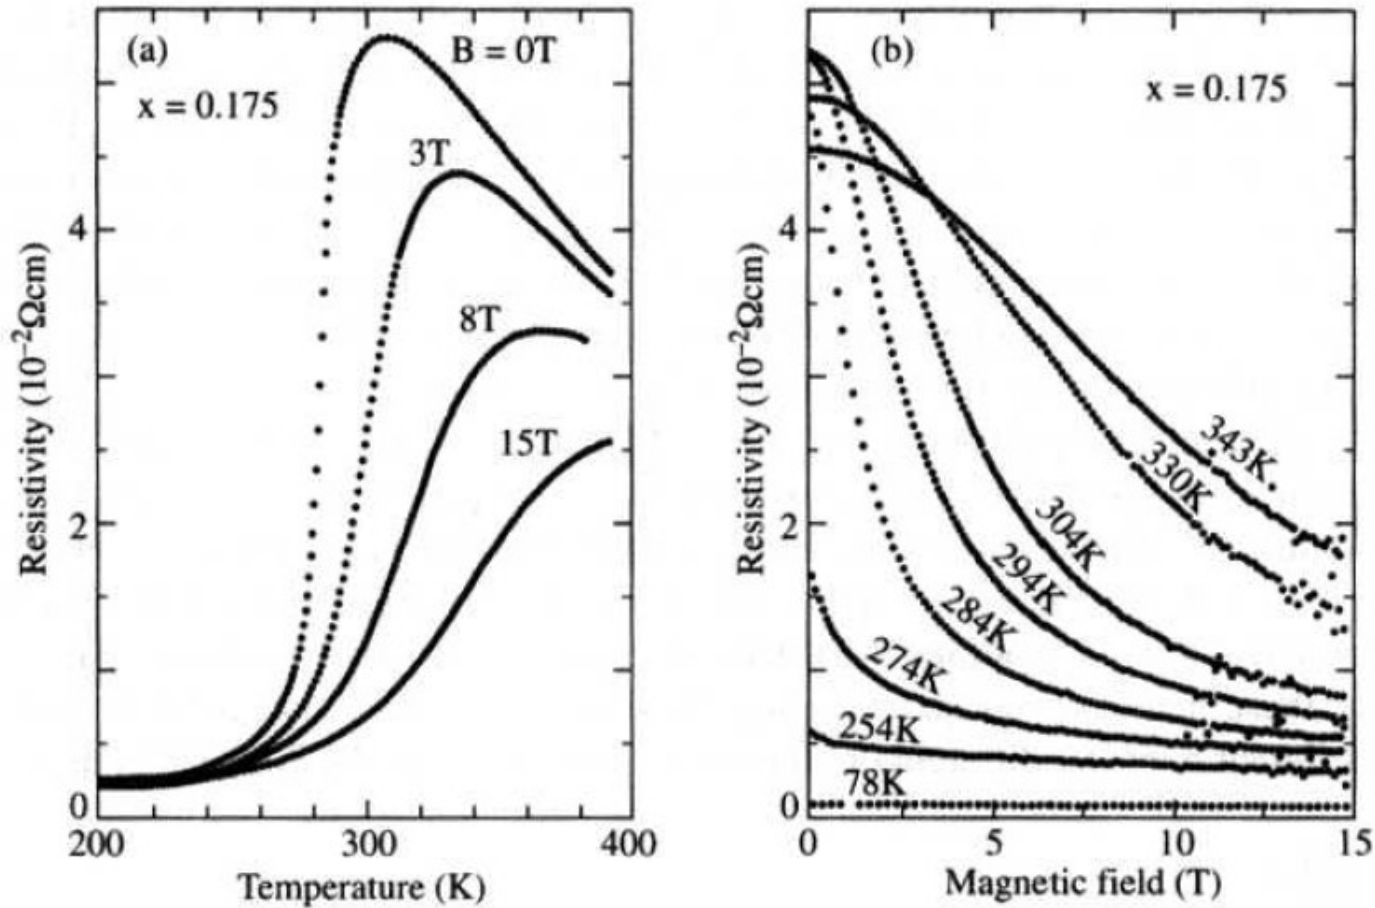 (a)
B = 0T
x = 0.175
3T
8T
15T
4
2
0
200
300
400
Resistivity (10⁻²Ωcm)
Temperature (K)
(b)
x = 0.175
343K
330K
304K
294K
284K
274K
254K
78K
4
2
0
0
5
10
15
Resistivity (10⁻²Ωcm)
Magnetic field (T)